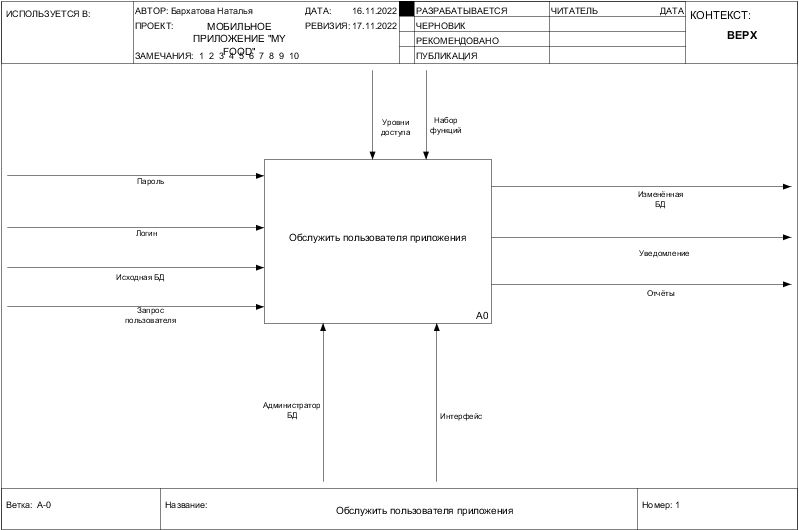 ИСПОЛЬЗУЕТСЯ В:
АВТОР: Бархатова Наталья
ДАТА: 16.11.2022
ПРОЕКТ: МОБИЛЬНОЕ
ПРИЛОЖЕНИЕ "MY
FOOD"
РЕВИЗИЯ: 17.11.2022
ЗАМЕЧАНИЯ: 1 2 3 4 5 6 7 8 9 10
РАЗРАБАТЫВАЕТСЯ
ЧЕРНОВИК
РЕКОМЕНДОВАНО
ПУБЛИКАЦИЯ
ЧИТАТЕЛЬ ДАТА
КОНТЕКСТ:
ВЕРХ
Уровни
доступа
Набор
функций
Пароль
Логин
Исходная БД
Запрос
пользователя
Обслужить пользователя приложения
A0
Изменённая
БД
Уведомление
Отчёты
Администратор
БД
Интерфейс
Ветка: A-0
Название:
Обслужить пользователя приложения
Номер: 1